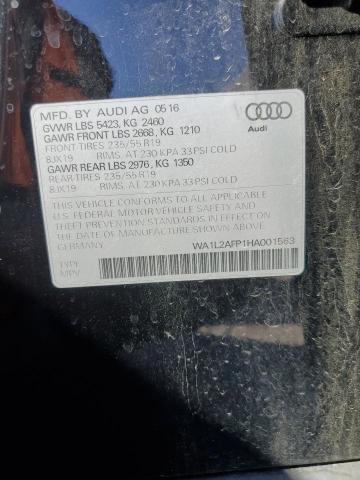 MFD. BY AUDI AG 05 16
GVWR LBS 5423, KG 2460
GAWR FRONT LBS 2668, KG 1210
FRONT TIRES 235/55 R19
8JX19 RIMS. AT 230 KPA 33 PSI COLD
GAWR REAR LBS 2976, KG 1350
REAR TIRES 235/55 R19
8JX19 RIMS. AT 230 KPA 33 PSI COLD
Audi
THIS VEHICLE CONFORMS TO ALL APPLICABLE
U.S. FEDERAL MOTOR VEHICLE SAFETY, BUMPER, AND
THEFT PREVENTION STANDARDS IN EFFECT ON THE
DATE OF MANUFACTURE SHOWN ABOVE.
WA1L2AFP1HA001563
TYPE:
MPV